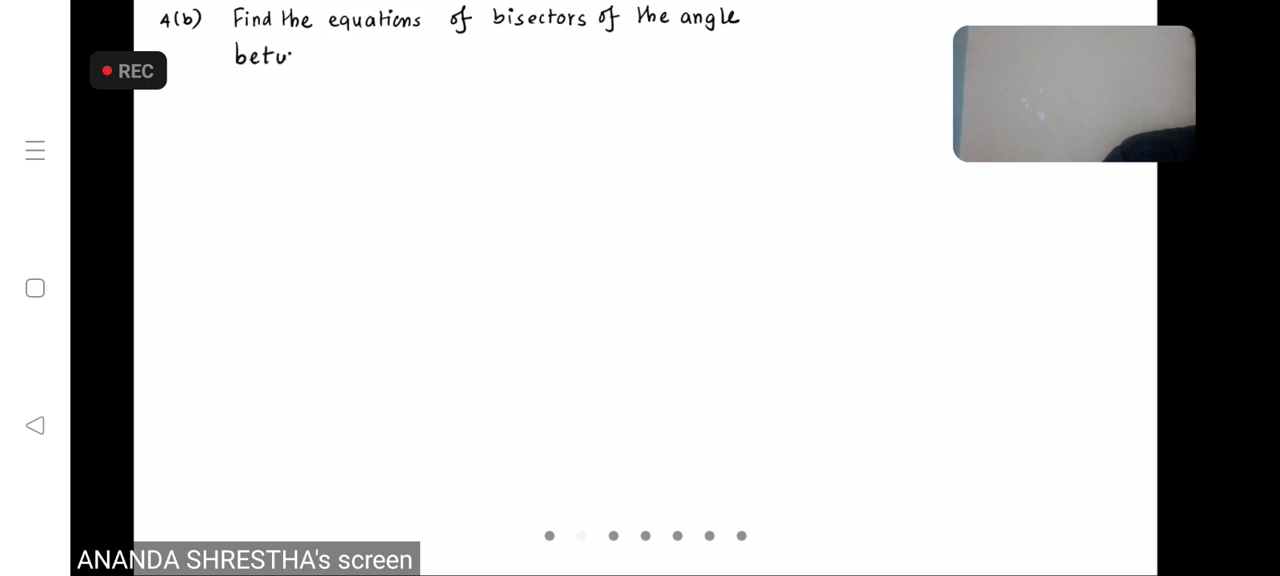 4(b) Find the equations of bisectors of the angle
betw
REC
ANANDA SHRESTHA's screen